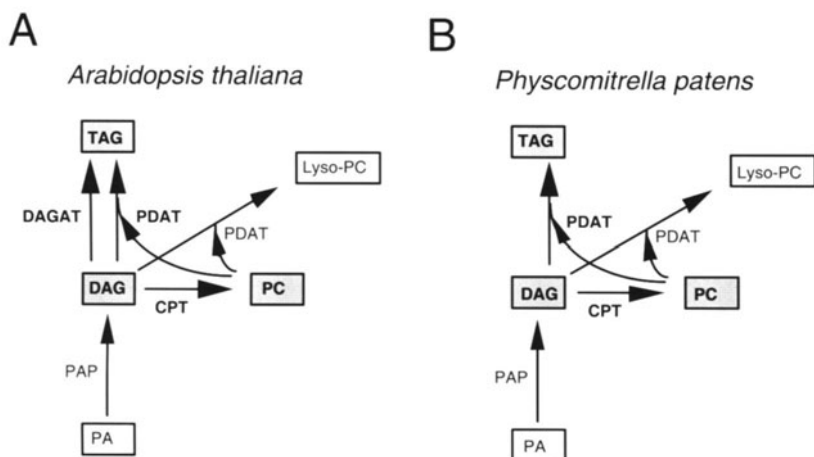 A
Arabidopsis thaliana
TAG
Lyso-PC
DAGAT
PDAT
PDAT
DAG
PC
CPT
PAP
PA
B
Physcomitrella patens
TAG
Lyso-PC
PDAT
PDAT
DAG
PC
CPT
PAP
PA